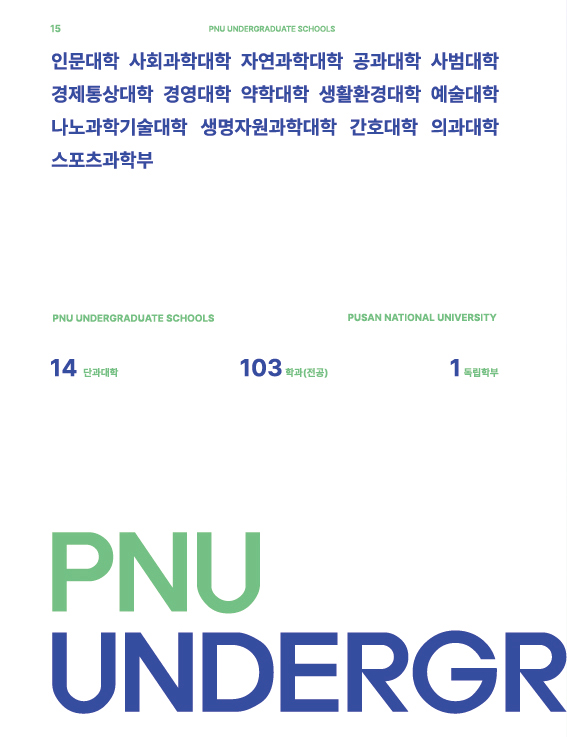 15 PNU UNDERGRADUATE SCHOOLS
인문대학 사회과학대학 자연과학대학 공과대학 사범대학
경제통상대학 경영대학 약학대학 생활환경대학 예술대학
나노과학기술대학 생명자원과학대학 간호대학 의과대학
스포츠과학부
PNU UNDERGRADUATE SCHOOLS PUSAN NATIONAL UNIVERSITY
14 단과대학 103 학과(전공) 1 독립학부
PNU
UNDERGR